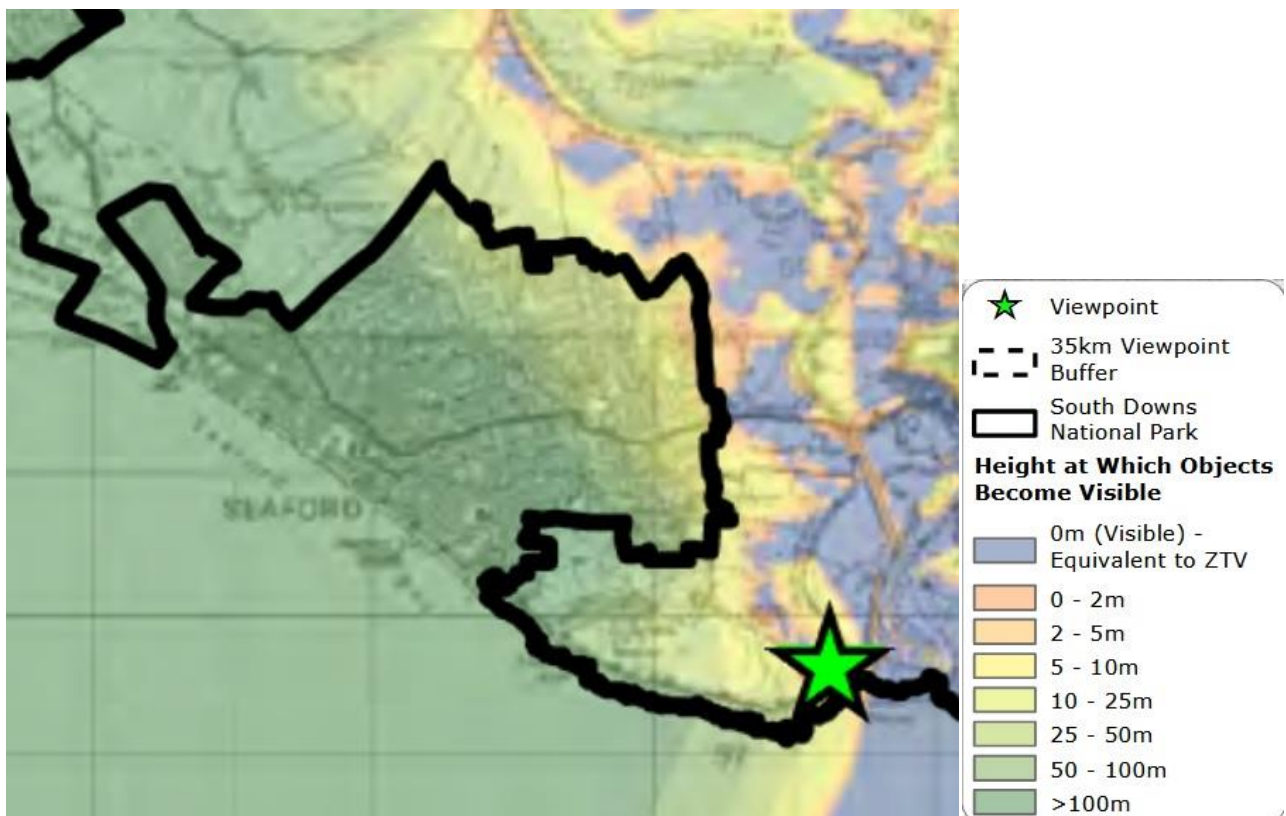 SEAFORD
Viewpoint
35km Viewpoint
Buffer
South Downs
National Park
Height at Which Objects
Become Visible
0m (Visible) -
Equivalent to ZTV
0 - 2m
2 - 5m
5 - 10m
10 - 25m
25 - 50m
50 - 100m
>100m